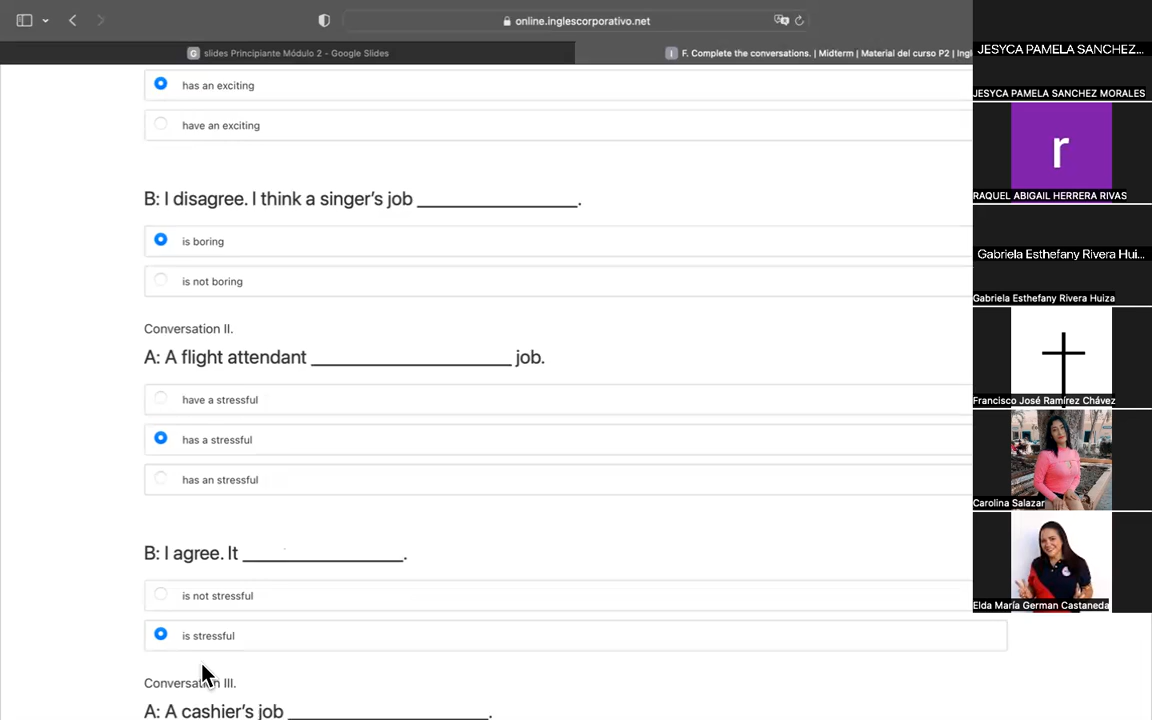 online.inglescorporativo.net
G slides Principiante Módulo 2 - Google Slides
I F. Complete the conversations. | Midterm | Material del curso P2 | Ingl
has an exciting
have an exciting
B: I disagree. I think a singer's job ________________.
is boring
is not boring
Conversation II.
A: A flight attendant ____________________ job.
have a stressful
has a stressful
has an stressful
B: I agree. It ________________.
is not stressful
is stressful
Conversation III.
A: A cashier's job ____________________.
JESYCA PAMELA SANCHEZ...
JESYCA PAMELA SANCHEZ MORALES
r
RAQUEL ABIGAIL HERRERA RIVAS
Gabriela Esthefany Rivera Hui...
Gabriela Esthefany Rivera Huiza
Francisco José Ramírez Chávez
Carolina Salazar
Elda María German Castaneda